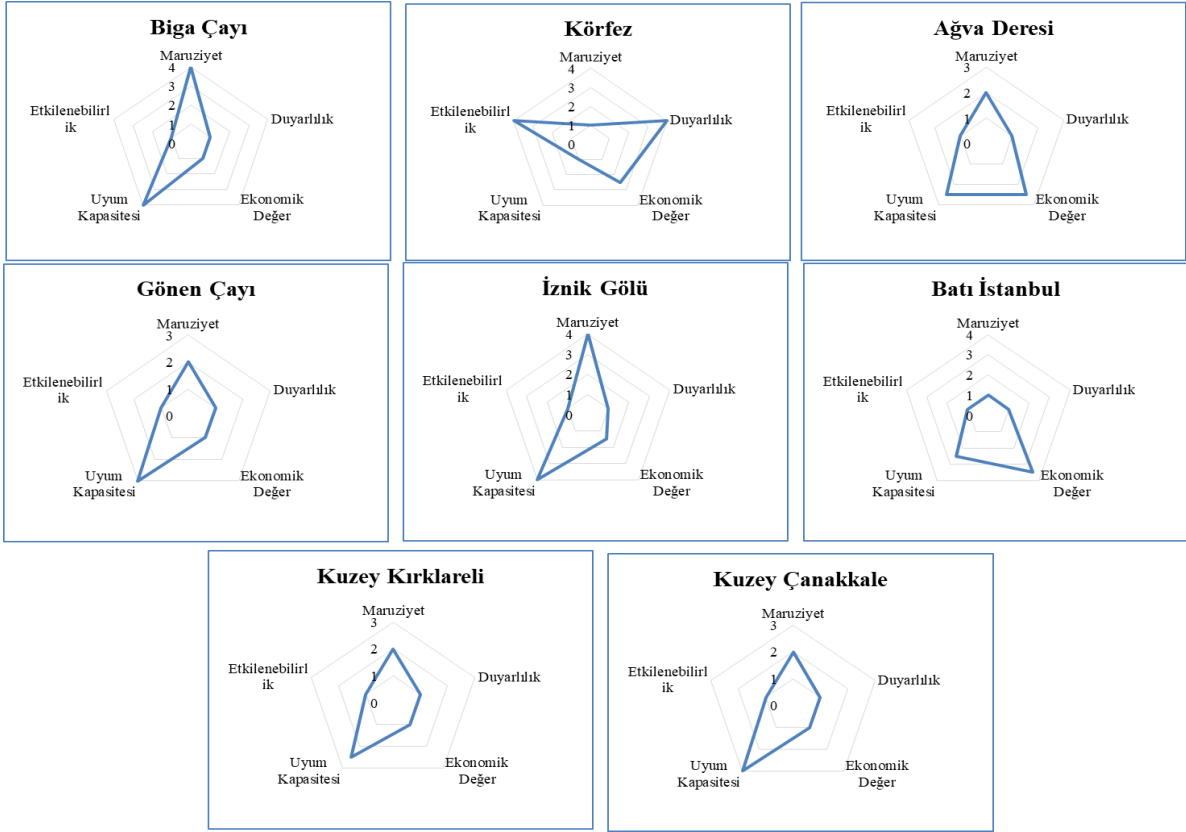 Biga Çayı
Maruziyet
4
3
2
1
0
Duyarlılık
Ekonomik
Değer
Uyum
Kapasitesi
Etkilenebilirl
ik
Körfez
Maruziyet
4
3
2
1
0
Duyarlılık
Ekonomik
Değer
Uyum
Kapasitesi
Etkilenebilirl
ik
Ağva Deresi
Maruziyet
3
2
1
0
Duyarlılık
Ekonomik
Değer
Uyum
Kapasitesi
Etkilenebilirl
ik
Gönen Çayı
Maruziyet
3
2
1
0
Duyarlılık
Ekonomik
Değer
Uyum
Kapasitesi
Etkilenebilirl
ik
İznik Gölü
Maruziyet
4
3
2
1
0
Duyarlılık
Ekonomik
Değer
Uyum
Kapasitesi
Etkilenebilirl
ik
Batı İstanbul
Maruziyet
4
3
2
1
0
Duyarlılık
Ekonomik
Değer
Uyum
Kapasitesi
Etkilenebilirl
ik
Kuzey Kırklareli
Maruziyet
3
2
1
0
Duyarlılık
Ekonomik
Değer
Uyum
Kapasitesi
Etkilenebilirl
ik
Kuzey Çanakkale
Maruziyet
3
2
1
0
Duyarlılık
Ekonomik
Değer
Uyum
Kapasitesi
Etkilenebilirl
ik